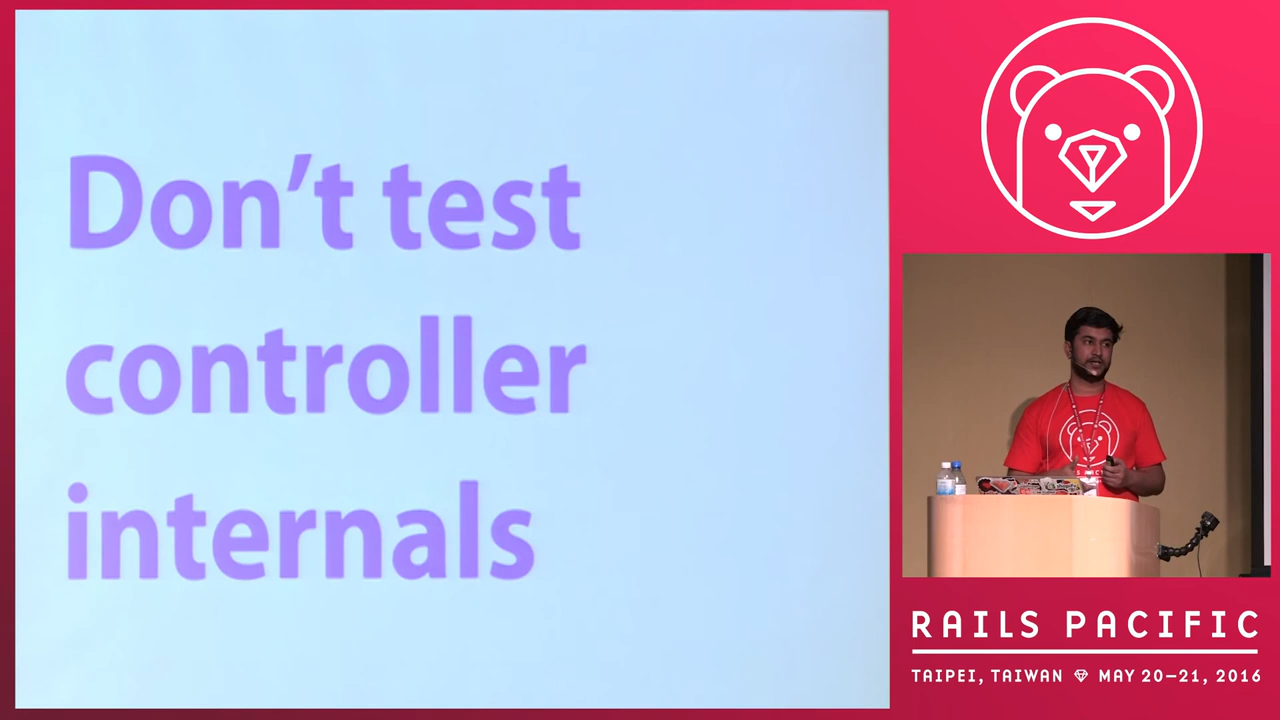 Don't test
controller
internals
RAILS PACIFIC
TAIPEI, TAIWAN MAY 20–21, 2016